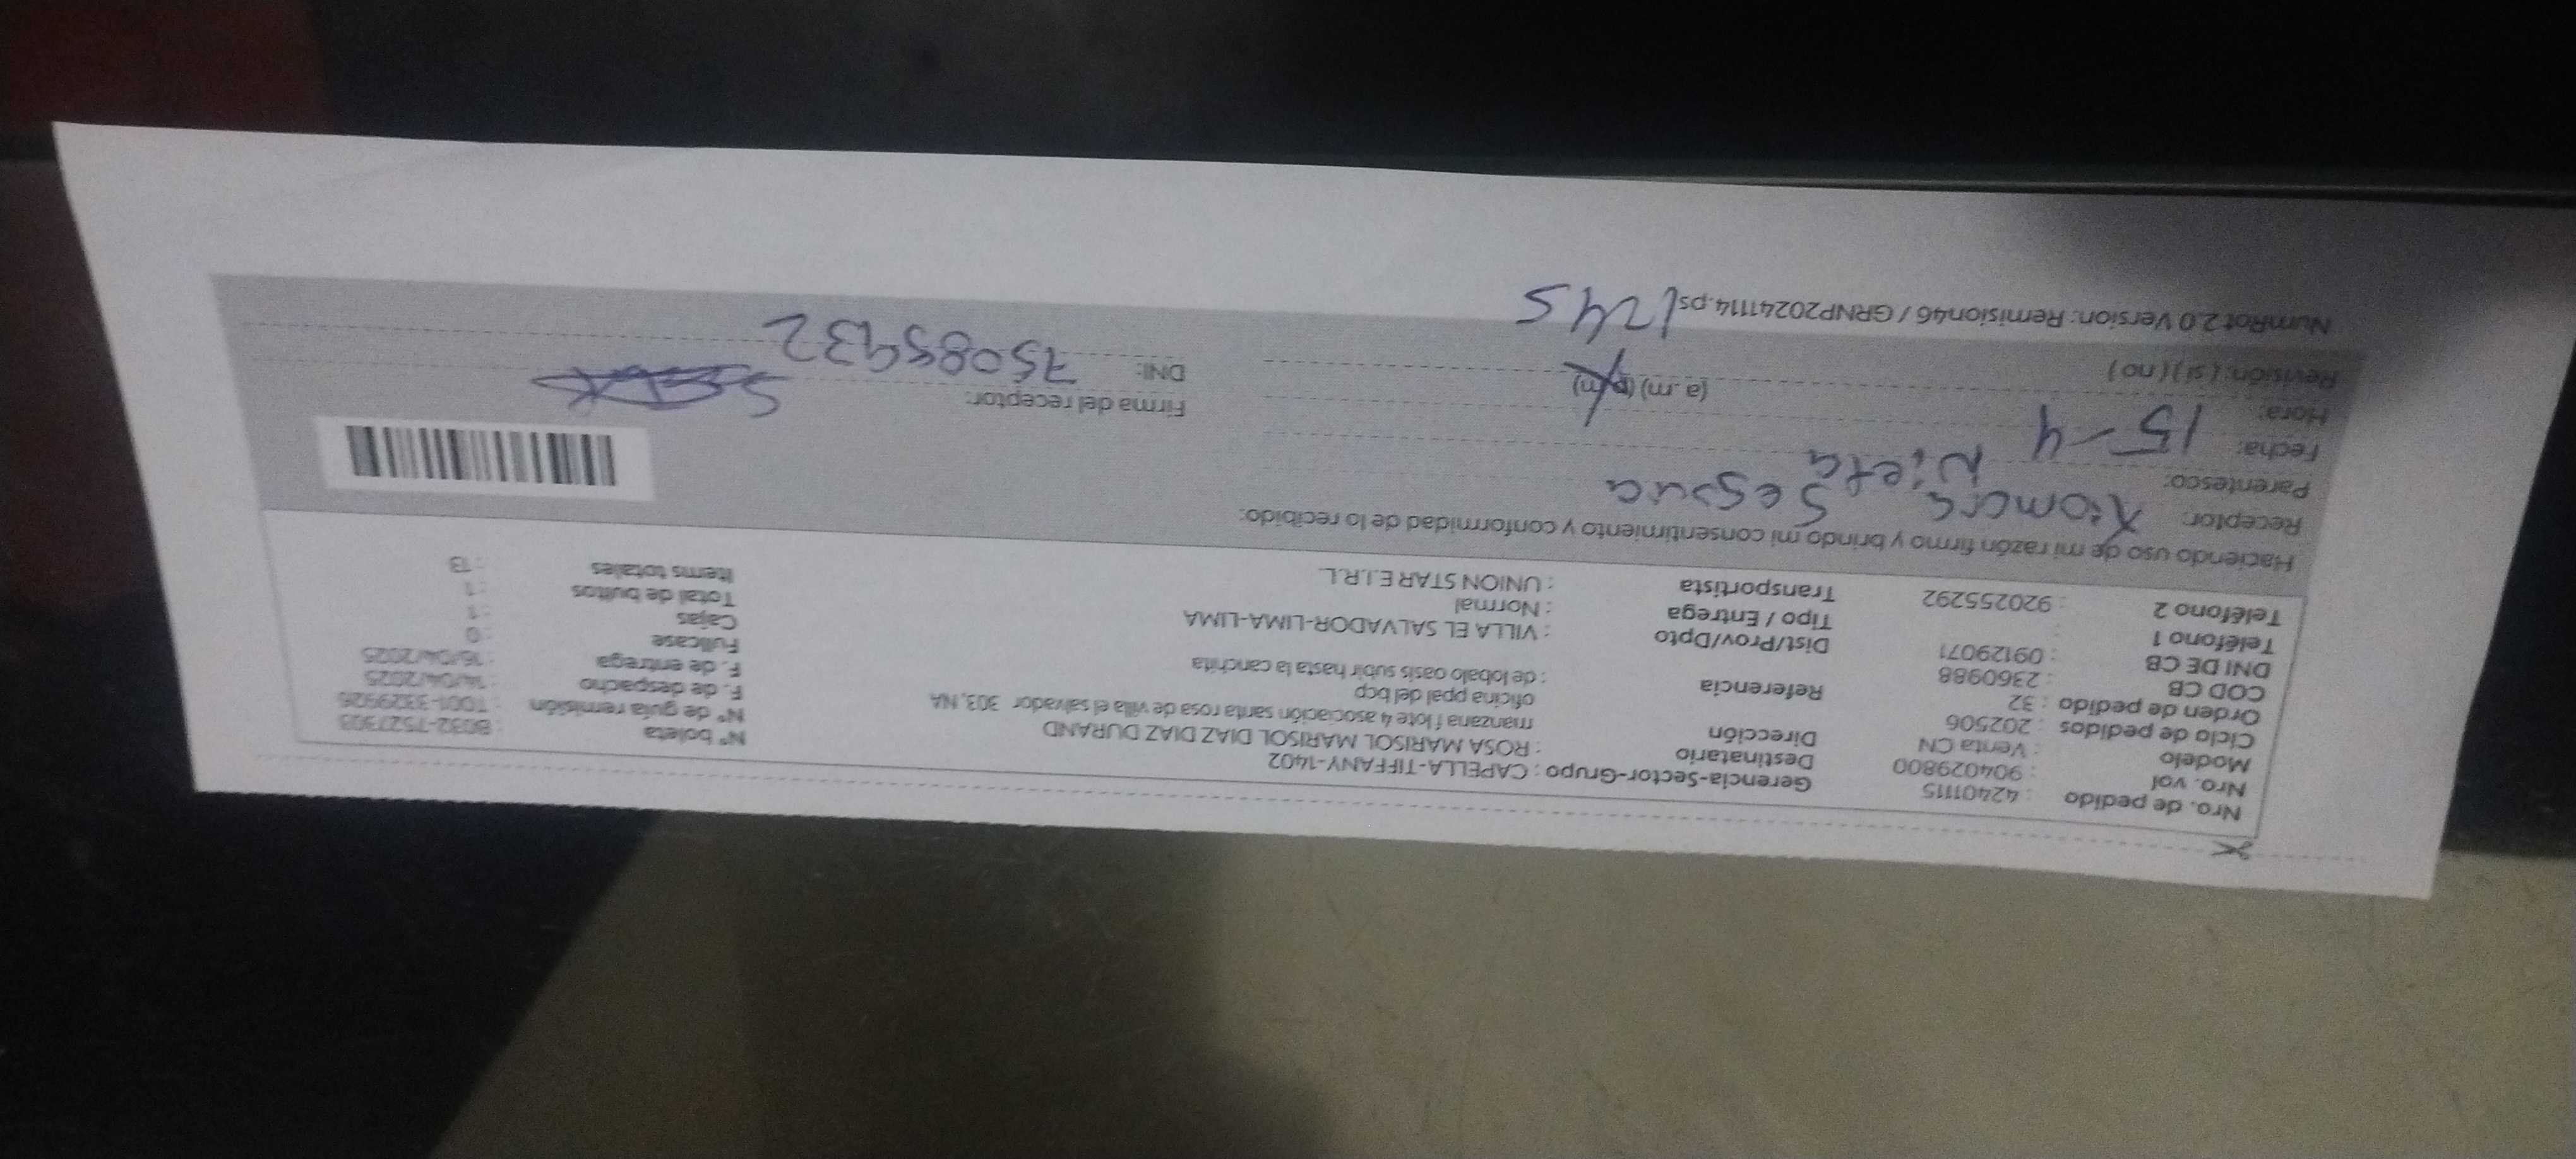 Nro. de pedido : 42401115
Nro. vol : 904029800
Modelo : Venta CN
Ciclo de pedidos : 202506
Orden de pedido : 32
COD CB : 2360988
DNI DE CB : 09129071
Teléfono 1 :
Teléfono 2 : 920255292
Gerencia-Sector-Grupo : CAPELLA-TIFFANY-1402
Destinatario : ROSA MARISOL MARISOL DIAZ DIAZ DURAND
Dirección manzana f lote 4 asociación santa rosa de villa el salvador 303, NA
oficina ppal del bcp
Referencia : de lobalo oasis subir hasta la canchita
Dist/Prov/Dpto : VILLA EL SALVADOR-LIMA-LIMA
Tipo / Entrega : Normal
Transportista : UNION STAR E.I.R.L.
N° boleta : B032-7527303
N° de guía remisión : T001-3329926
F. de despacho : 14/04/2025
F. de entrega : 16/04/2025
Fullcase : 0
Cajas : 1
Total de bultos : 1
Items totales : 13
Haciendo uso de mi razón firmo y brindo mi consentimiento y conformidad de lo recibido:
Receptor: Xiomara Segura
Parentesco: Nieta
Fecha: 15-4
Hora: (a.m) (p.m)
Revisión: ( si ) ( no )
Firma del receptor:
DNI: 75085932
NumRot 2.0 Version: Remision46 / GRNP20241114.ps 1245